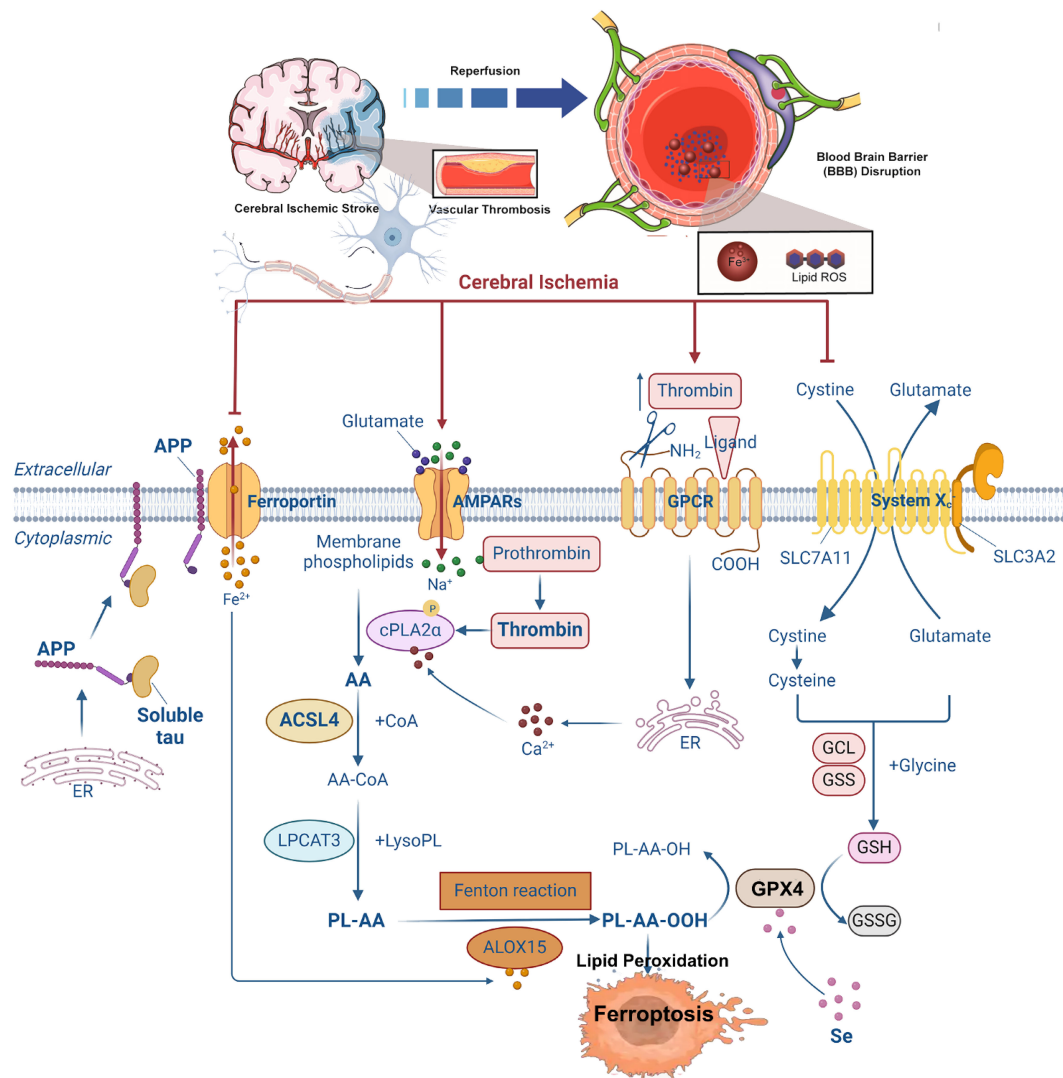 Reperfusion
Blood Brain Barrier
(BBB) Disruption
Cerebral Ischemic Stroke
Vascular Thrombosis
Fe²⁺
Lipid ROS
Cerebral Ischemia
Thrombin
Cystine
Glutamate
Glutamate
APP
NH₂
Ligand
Extracellular
Ferroportin
AMPARs
GPCR
System Xc⁻
Cytoplasmic
Membrane
phospholipids
Prothrombin
COOH
SLC7A11
SLC3A2
Na⁺
Fe²⁺
P
cPLA2α
Thrombin
Cystine
Glutamate
APP
AA
Cysteine
Soluble
tau
ACSL4
+CoA
Ca²⁺
ER
GCL
+Glycine
GSS
ER
AA-CoA
LPCAT3
+LysoPL
PL-AA-OH
GSH
Fenton reaction
GPX4
PL-AA
PL-AA-OOH
GSSG
ALOX15
Lipid Peroxidation
Ferroptosis
Se